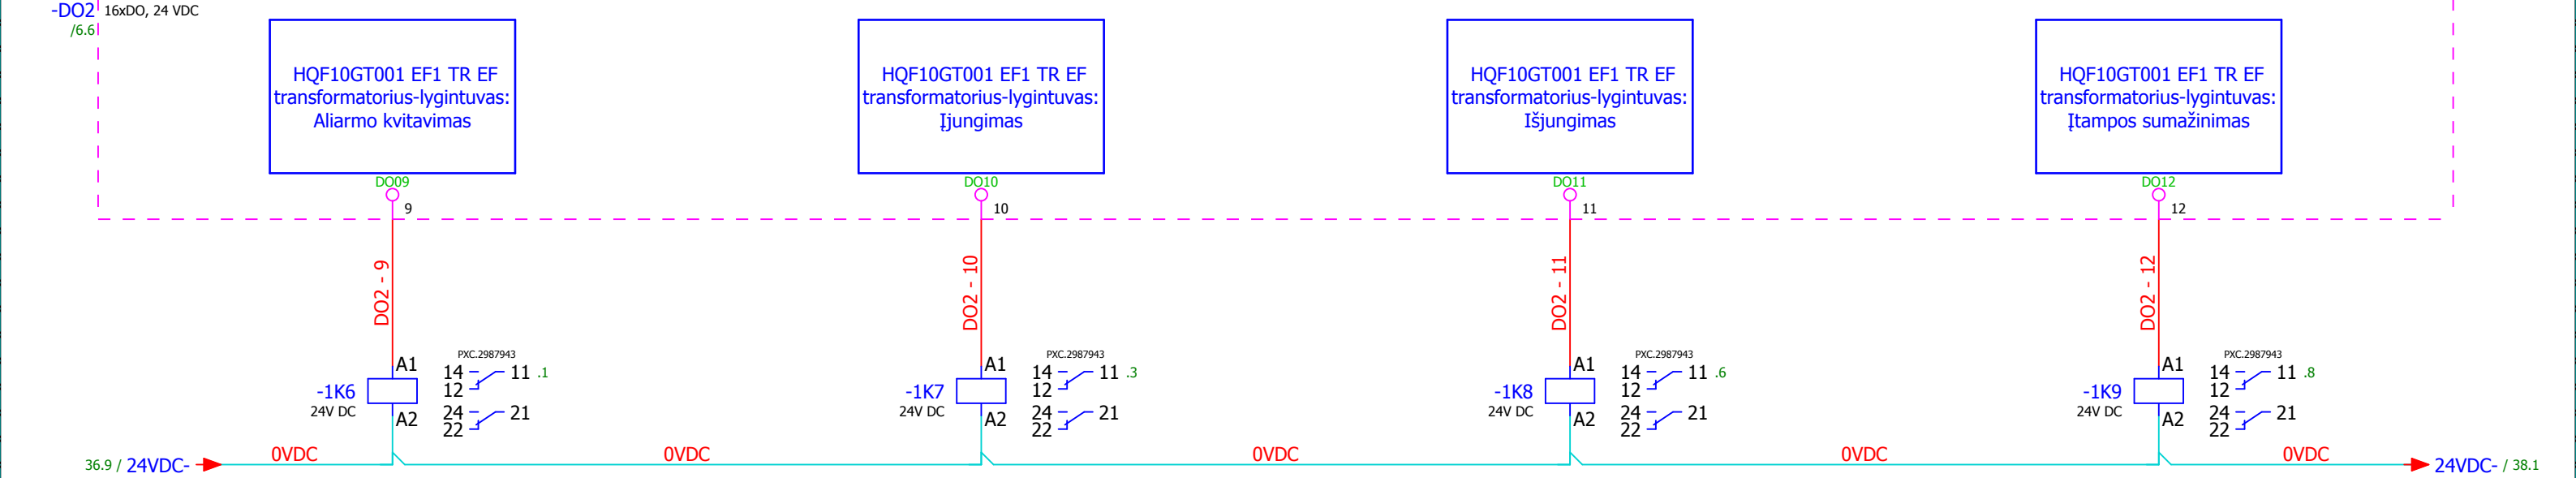 -DO2 16xDO, 24 VDC
/6.6
HQF10GT001 EF1 TR EF
transformatorius-lygintuvas:
Aliarmo kvitavimas
HQF10GT001 EF1 TR EF
transformatorius-lygintuvas:
Įjungimas
HQF10GT001 EF1 TR EF
transformatorius-lygintuvas:
Išjungimas
HQF10GT001 EF1 TR EF
transformatorius-lygintuvas:
Įtampos sumažinimas
DO09
9
DO10
10
DO11
11
DO12
12
DO2 - 9
DO2 - 10
DO2 - 11
DO2 - 12
-1K6
24V DC
A1
A2
PXC.2987943
14 11 .1
12
24 21
22
-1K7
24V DC
A1
A2
PXC.2987943
14 11 .3
12
24 21
22
-1K8
24V DC
A1
A2
PXC.2987943
14 11 .6
12
24 21
22
-1K9
24V DC
A1
A2
PXC.2987943
14 11 .8
12
24 21
22
36.9 / 24VDC-
0VDC
0VDC
0VDC
0VDC
0VDC
24VDC- / 38.1